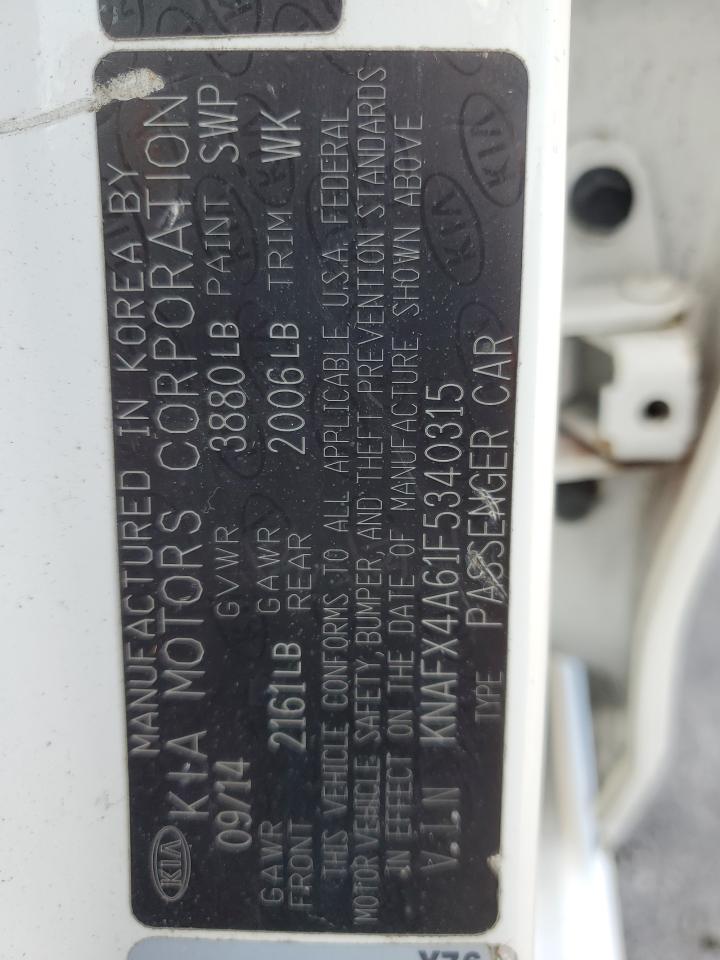 KIA
MANUFACTURED IN KOREA BY
KIA MOTORS CORPORATION
09/14 GVWR 3880LB PAINT SWP
GAWR FRONT 2161LB GAWR REAR 2006LB TRIM WK
THIS VEHICLE CONFORMS TO ALL APPLICABLE U.S.A. FEDERAL
MOTOR VEHICLE SAFETY, BUMPER, AND THEFT PREVENTION STANDARDS
IN EFFECT ON THE DATE OF MANUFACTURE SHOWN ABOVE
V.I.N KNAFX4A61F5340315
TYPE PASSENGER CAR